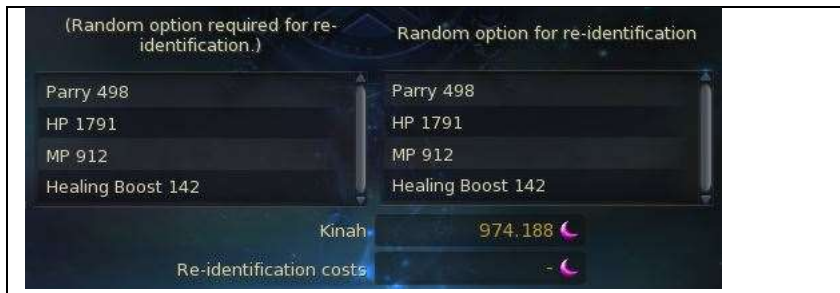 (Random option required for re-
identification.)
Random option for re-identification
Parry 498
HP 1791
MP 912
Healing Boost 142
Parry 498
HP 1791
MP 912
Healing Boost 142
Kinah 974.188
Re-identification costs -